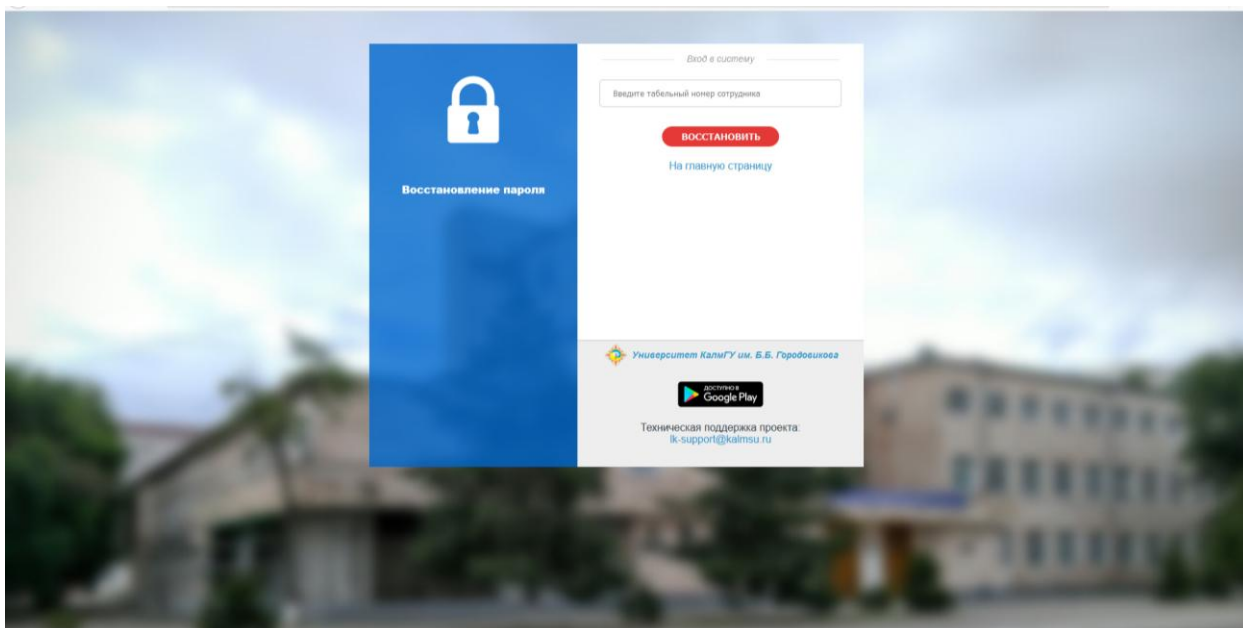 Вход в систему
Введите табельный номер сотрудника
ВОССТАНОВИТЬ
На главную страницу
Восстановление пароля
Университет КалмГУ им. Б.Б. Городовикова
ДОСТУПНО В
Google Play
Техническая поддержка проекта:
lk-support@kalmsu.ru